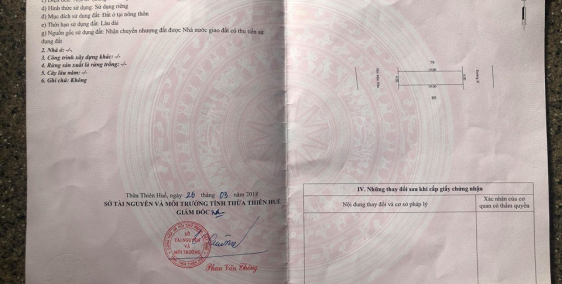 d) Hình thức sử dụng: Sử dụng riêng
đ) Mục đích sử dụng đất: Đất ở tại nông thôn
e) Thời hạn sử dụng đất: Lâu dài
g) Nguồn gốc sử dụng đất: Nhận chuyển nhượng đất được Nhà nước giao đất có thu tiền sử
dụng đất
2. Nhà ở: -/-
3. Công trình xây dựng khác: -/-
4. Rừng sản xuất là rừng trồng: -/-
5. Cây lâu năm: -/-
6. Ghi chú: Không
Thừa Thiên Huế, ngày 26 tháng 03 năm 2018
SỞ TÀI NGUYÊN VÀ MÔI TRƯỜNG TỈNH THỪA THIÊN HUẾ
GIÁM ĐỐC
SỞ
TÀI NGUYÊN
VÀ
MÔI TRƯỜNG
Phan Văn Thông
IV. Những thay đổi sau khi cấp giấy chứng nhận
Nội dung thay đổi và cơ sở pháp lý
Xác nhận của cơ
quan có thẩm quyền